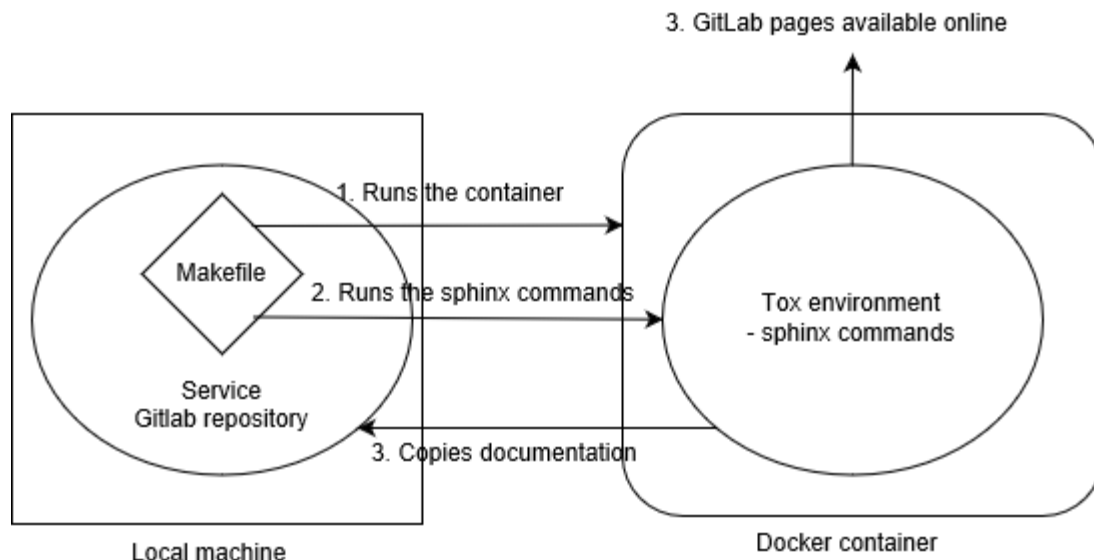 3. GitLab pages available online
1. Runs the container
Makefile
2. Runs the sphinx commands
Tox environment
- sphinx commands
Service
Gitlab repository
3. Copies documentation
Local machine
Docker container